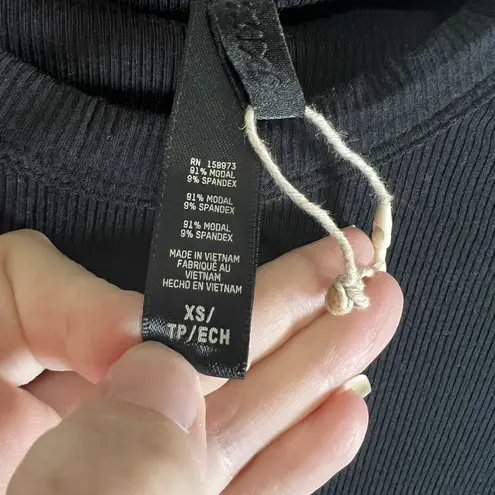 RN 158973
91% MODAL
9% SPANDEX
91% MODAL
9% SPANOEX
91% MODAL
9% SPANDEX
MADE IN VIETNAM
FABRIQUÉ AU
VIETNAM
HECHO EN VIETNAM
XS/
TP/ECH